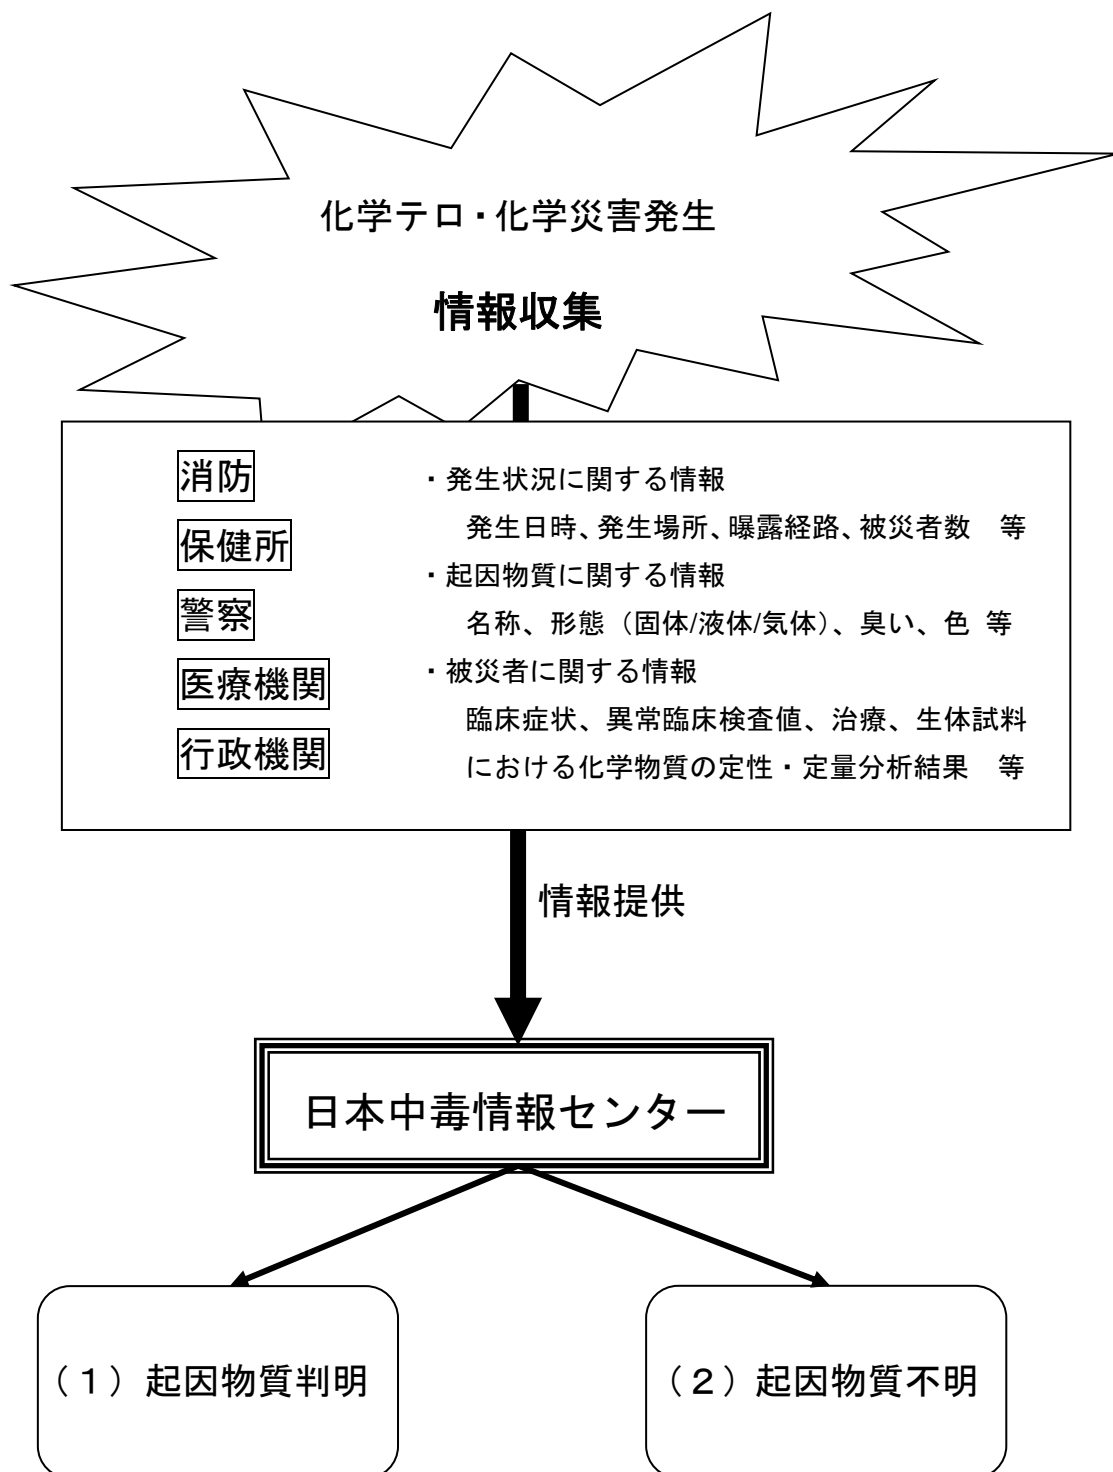 化学テロ・化学災害発生
情報収集
消防
保健所
警察
医療機関
行政機関
・発生状況に関する情報
発生日時、発生場所、曝露経路、被災者数　等
・起因物質に関する情報
名称、形態（固体/液体/気体）、臭い、色 等
・被災者に関する情報
臨床症状、異常臨床検査値、治療、生体試料
における化学物質の定性・定量分析結果　等
情報提供
日本中毒情報センター
（１）起因物質判明
（２）起因物質不明